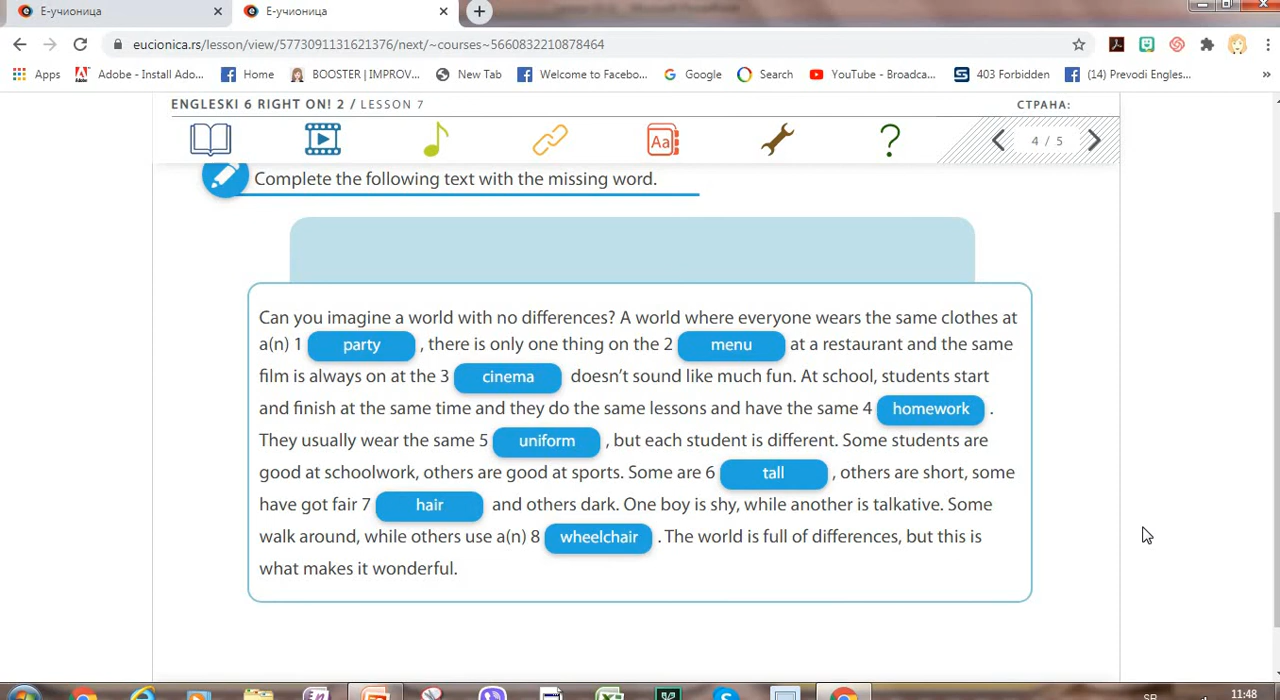 Е-учионица
Е-учионица
eucionica.rs/lesson/view/5773091131621376/next/~courses~5660832210878464
Apps Adobe - Install Ado... Home BOOSTER | IMPROV... New Tab Welcome to Facebo... Google Search YouTube - Broadca... 403 Forbidden (14) Prevodi Engles... »
ENGLESKI 6 RIGHT ON! 2 / LESSON 7
СТРАНА:
Aa
?
4 / 5
Complete the following text with the missing word.
Can you imagine a world with no differences? A world where everyone wears the same clothes at
a(n) 1 party , there is only one thing on the 2 menu at a restaurant and the same
film is always on at the 3 cinema doesn't sound like much fun. At school, students start
and finish at the same time and they do the same lessons and have the same 4 homework .
They usually wear the same 5 uniform , but each student is different. Some students are
good at schoolwork, others are good at sports. Some are 6 tall , others are short, some
have got fair 7 hair and others dark. One boy is shy, while another is talkative. Some
walk around, while others use a(n) 8 wheelchair . The world is full of differences, but this is
what makes it wonderful.
SR
11:48